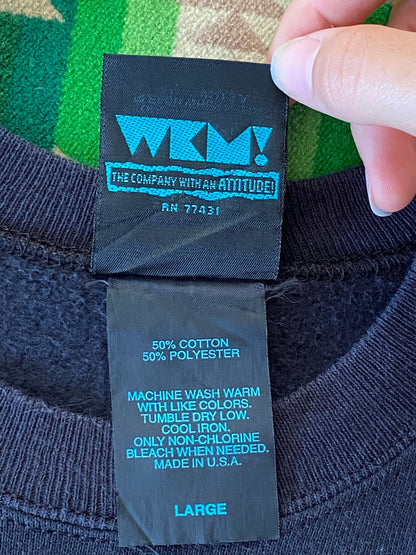 WKM!
THE COMPANY WITH AN ATTITUDE!
RN 77431
50% COTTON
50% POLYESTER
MACHINE WASH WARM
WITH LIKE COLORS.
TUMBLE DRY LOW.
COOL IRON.
ONLY NON-CHLORINE
BLEACH WHEN NEEDED.
MADE IN U.S.A.
LARGE